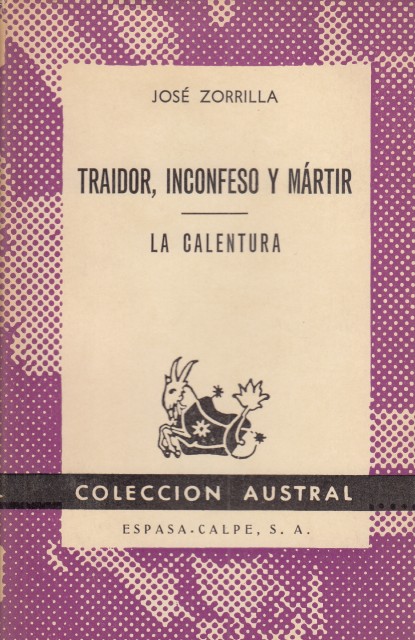 JOSÉ ZORRILLA
TRAIDOR, INCONFESO Y MÁRTIR
LA CALENTURA
COLECCION AUSTRAL
ESPASA-CALPE, S. A.